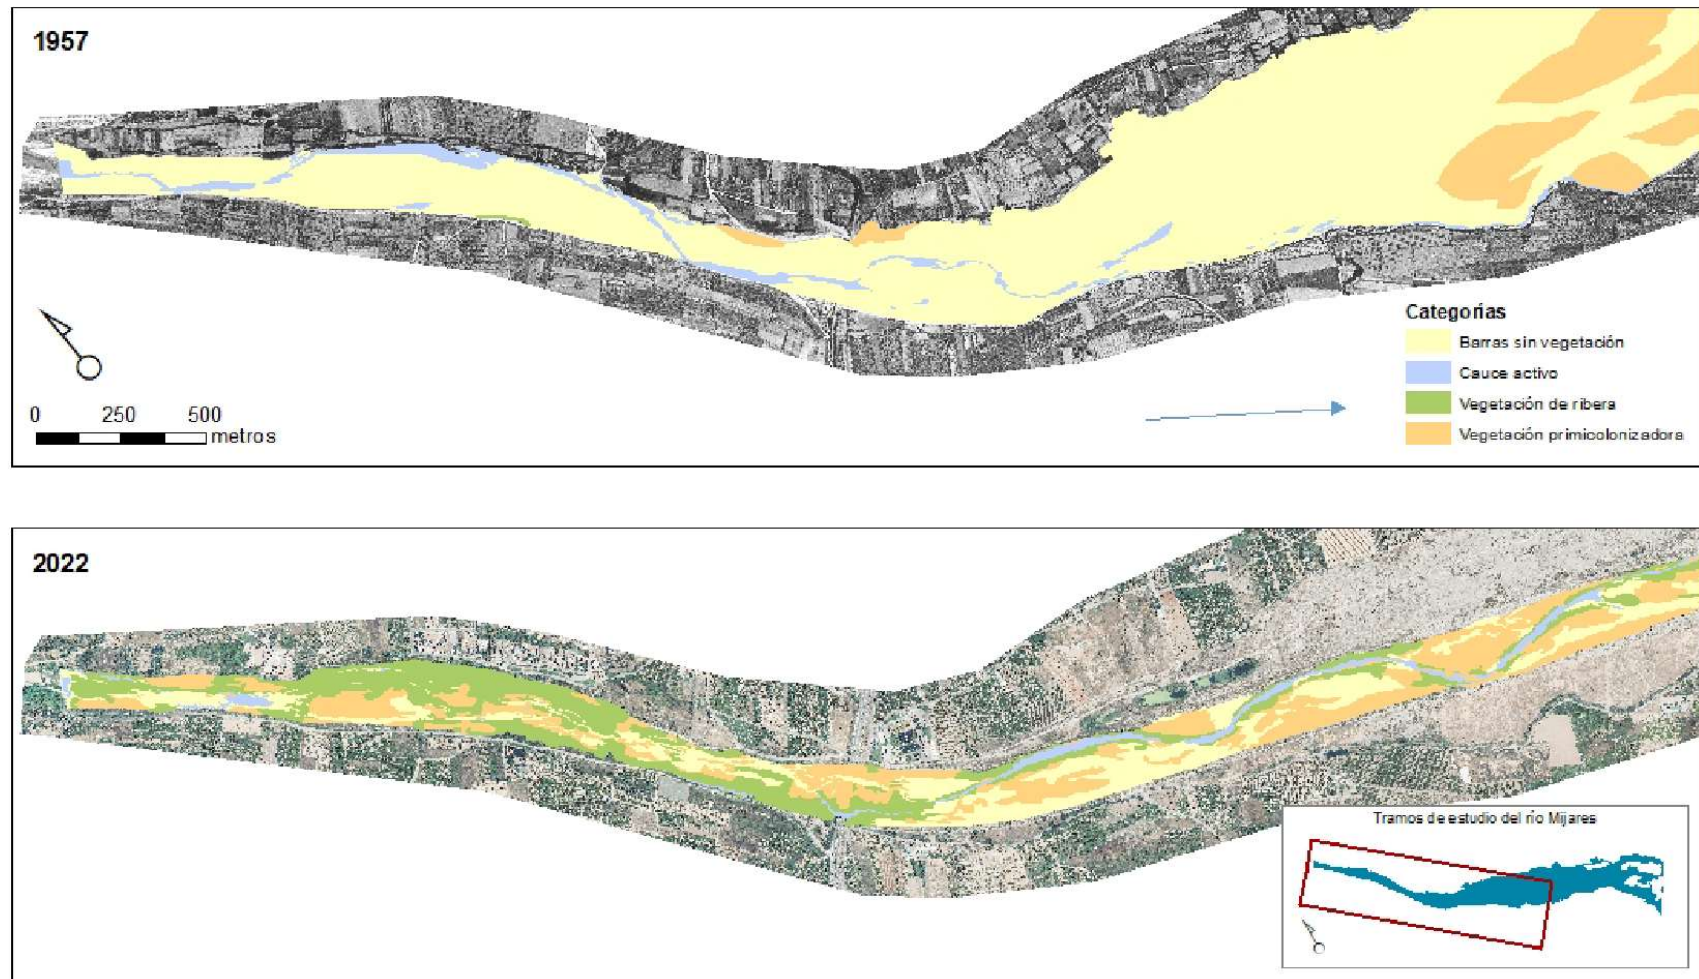 1957
Categorías
Barras sin vegetación
Cauce activo
Vegetación de ribera
Vegetación primicolonizadora
0 250 500
metros
2022
Tramos de estudio del río Mijares